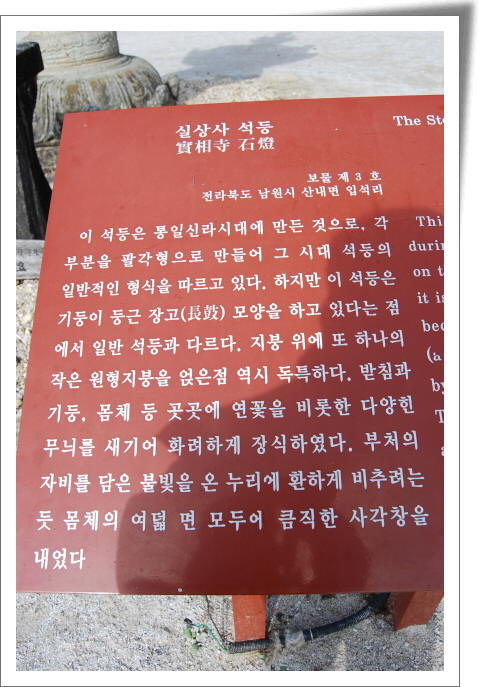 실상사 석등
實相寺 石燈
보물 제 3 호
전라북도 남원시 산내면 입석리
이 석등은 통일신라시대에 만든 것으로, 각
부분을 팔각형으로 만들어 그 시대 석등의
일반적인 형식을 따르고 있다. 하지만 이 석등은
기둥이 둥근 장고(長鼓) 모양을 하고 있다는 점
에서 일반 석등과 다르다. 지붕 위에 또 하나의
작은 원형지붕을 얹은점 역시 독특하다. 받침과
기둥, 몸체 등 곳곳에 연꽃을 비롯한 다양한
무늬를 새기어 화려하게 장식하였다. 부처의
자비를 담은 불빛을 온 누리에 환하게 비추려는
듯 몸체의 여덟 면 모두에 큼직한 사각창을
내었다
The
Thi
durin
on t
it is
bec
(a
by
T
a